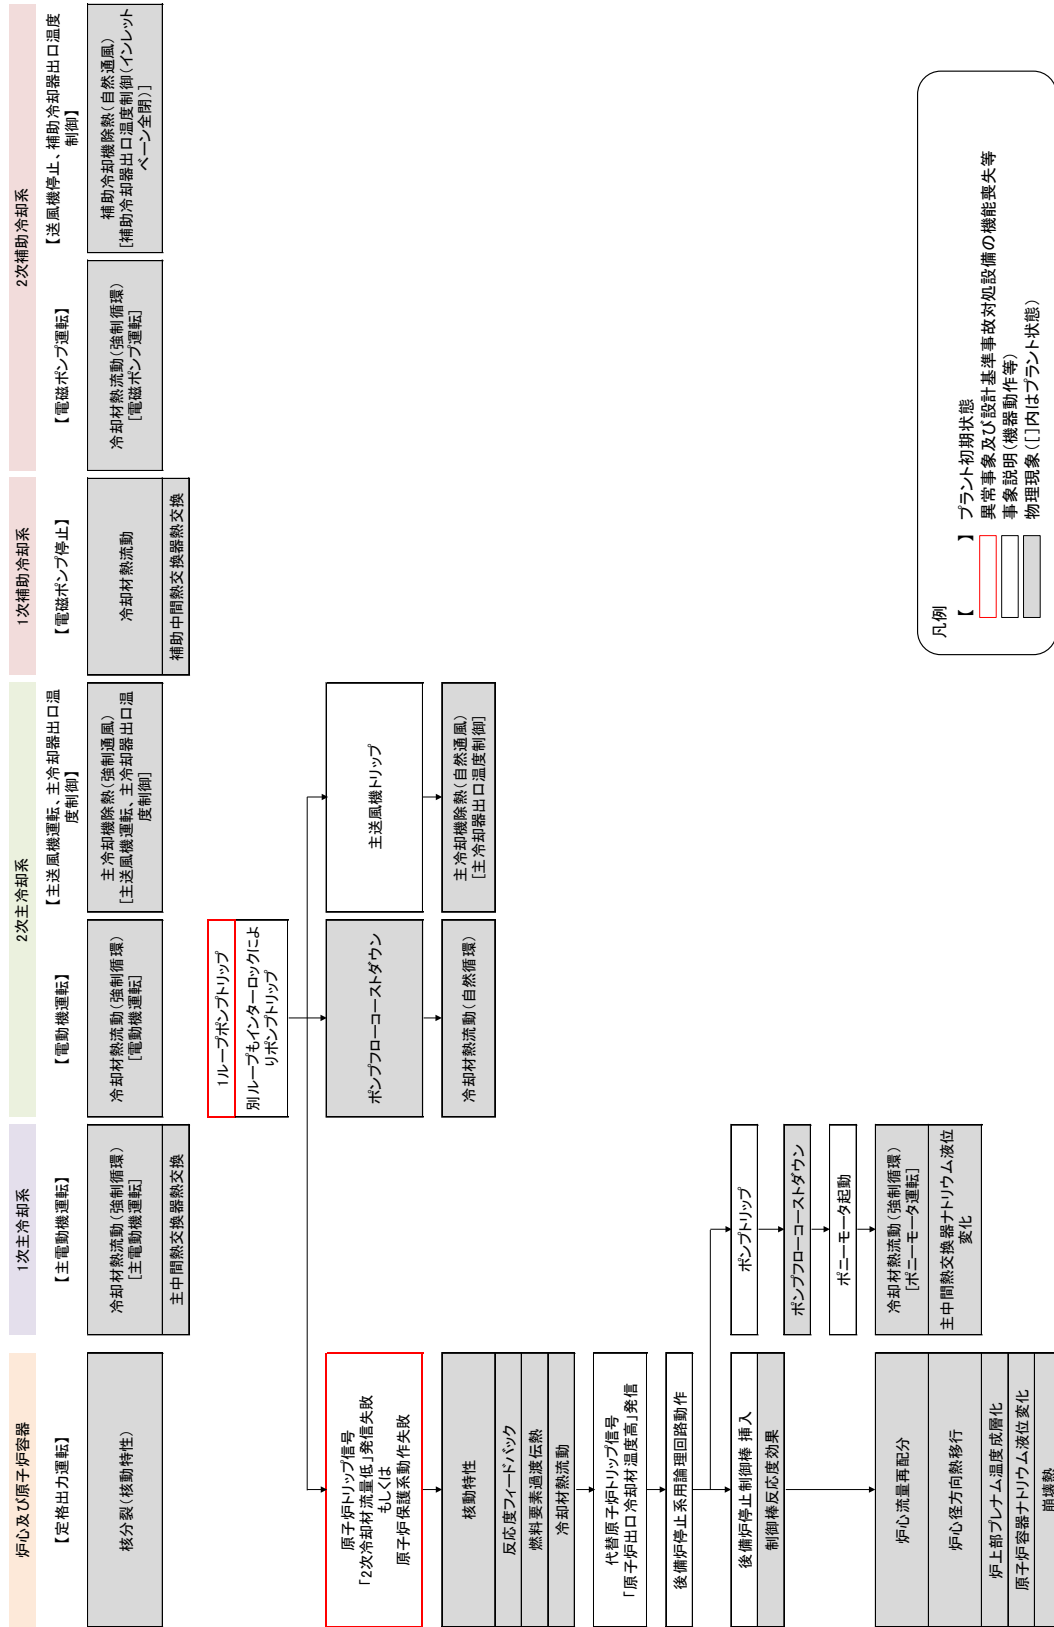 炉心及び原子炉容器
【定格出力運転】
核分裂(核動特性)
原子炉トリップ信号
「2次冷却材流量低」発信失敗
もしくは
原子炉保護系動作失敗
核動特性
反応度フィードバック
燃料要素過渡伝熱
冷却材熱流動
代替原子炉トリップ信号
「原子炉出口冷却材温度高」発信
後備炉停止系用論理回路動作
後備炉停止制御棒 挿入
制御棒反応度効果
炉心流量再配分
炉心径方向熱移行
炉上部プレナム温度成層化
原子炉容器ナトリウム液位変化
崩壊熱
1次主冷却系
【主電動機運転】
冷却材熱流動(強制循環)
[主電動機運転]
主中間熱交換器熱交換
ポンプトリップ
ポンプフローコーストダウン
ポニーモータ起動
冷却材熱流動(強制循環)
[ポニーモータ運転]
主中間熱交換器ナトリウム液位
変化
2次主冷却系
【電動機運転】
冷却材熱流動(強制循環)
[電動機運転]
1ループポンプトリップ
別ループもインターロックによ
りポンプトリップ
ポンプフローコーストダウン
冷却材熱流動(自然循環)
【主送風機運転、主冷却器出口温
度制御】
主冷却機除熱(強制通風)
[主送風機運転、主冷却器出口温
度制御]
主送風機トリップ
主冷却機除熱(自然通風)
[主冷却器出口温度制御]
1次補助冷却系
【電磁ポンプ停止】
冷却材熱流動
補助中間熱交換器熱交換
2次補助冷却系
【電磁ポンプ運転】
冷却材熱流動(強制循環)
[電磁ポンプ運転]
【送風機停止、補助冷却器出口温度
制御】
補助冷却機除熱(自然通風)
[補助冷却器出口温度制御(インレット
ベーン全閉)]
凡例
【 】 プラント初期状態
異常事象及び設計基準事故対処設備の機能喪失等
事象説明(機器動作等)
物理現象([]内はプラント状態)